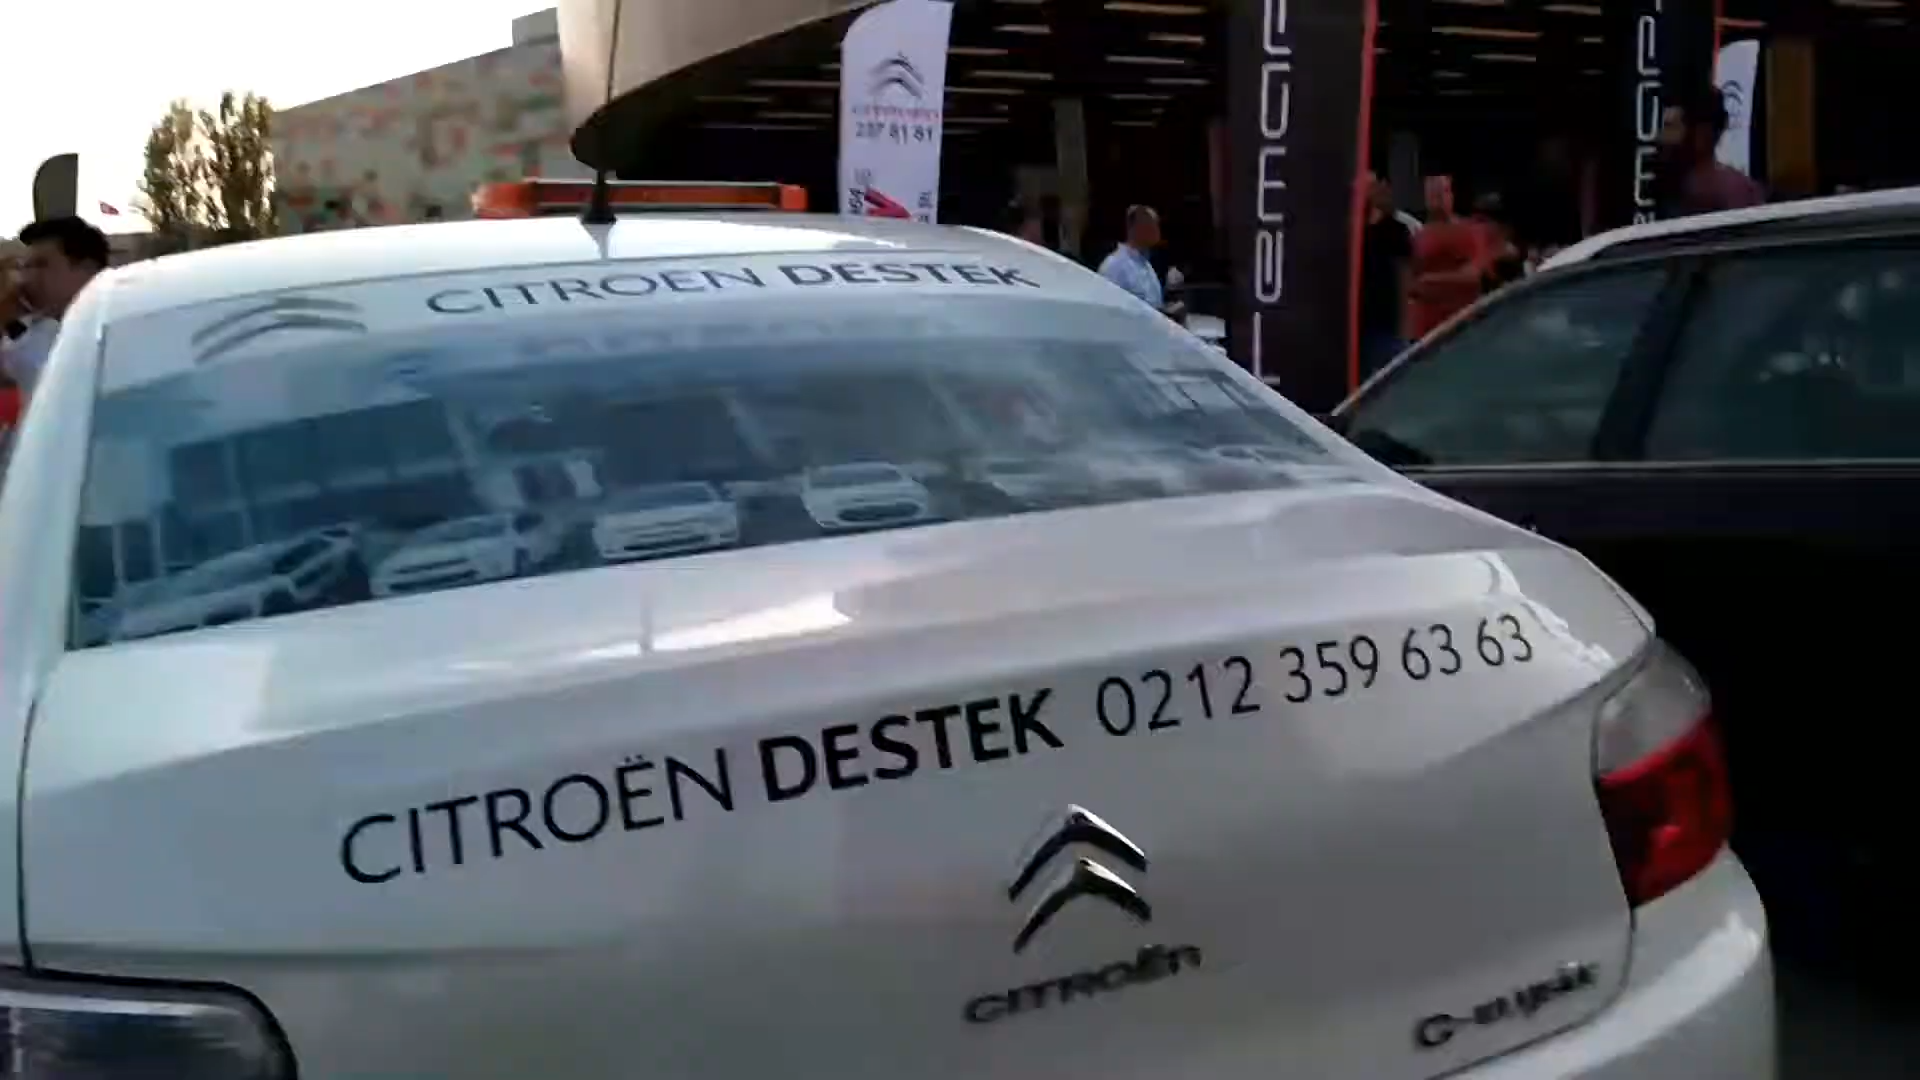 237 81 81
CITROËN DESTEK
CITROËN DESTEK 0212 359 63 63
CITROËN
C-elysée